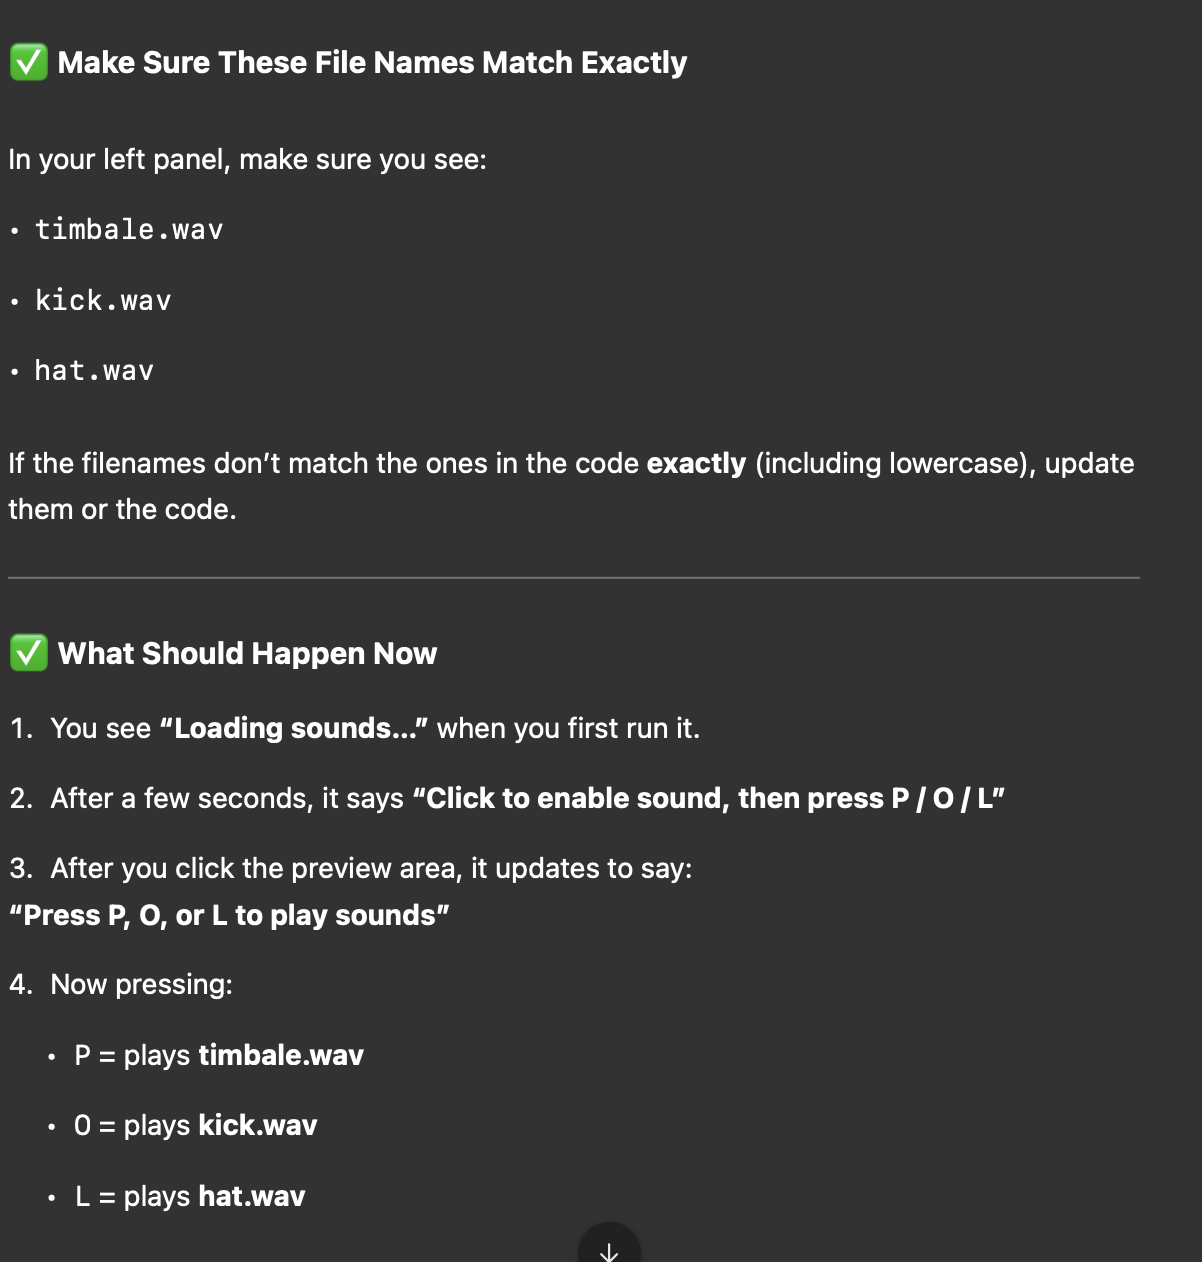 ✅ Make Sure These File Names Match Exactly
In your left panel, make sure you see:
• timbale.wav
• kick.wav
• hat.wav
If the filenames don’t match the ones in the code exactly (including lowercase), update
them or the code.
✅ What Should Happen Now
1. You see “Loading sounds...” when you first run it.
2. After a few seconds, it says “Click to enable sound, then press P / O / L”
3. After you click the preview area, it updates to say:
“Press P, O, or L to play sounds”
4. Now pressing:
• P = plays timbale.wav
• O = plays kick.wav
• L = plays hat.wav